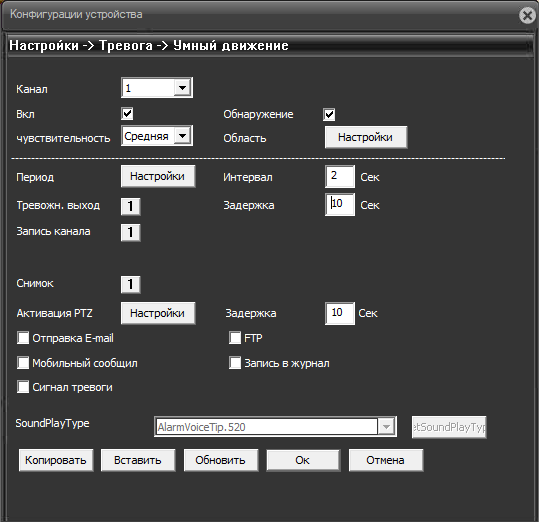 Конфигурации устройства
Настройки -> Тревога -> Умный движение
Канал 1
Вкл Обнаружение
чувствительность Средняя Область Настройки
Период Настройки Интервал 2 Сек
Тревожн. выход 1 Задержка 10 Сек
Запись канала 1
Снимок 1
Активация PTZ Настройки Задержка 10 Сек
Отправка E-mail FTP
Мобильный сообщил Запись в журнал
Сигнал тревоги
SoundPlayType AlarmVoiceTip.520 etSoundPlayTyp
Копировать Вставить Обновить Ок Отмена